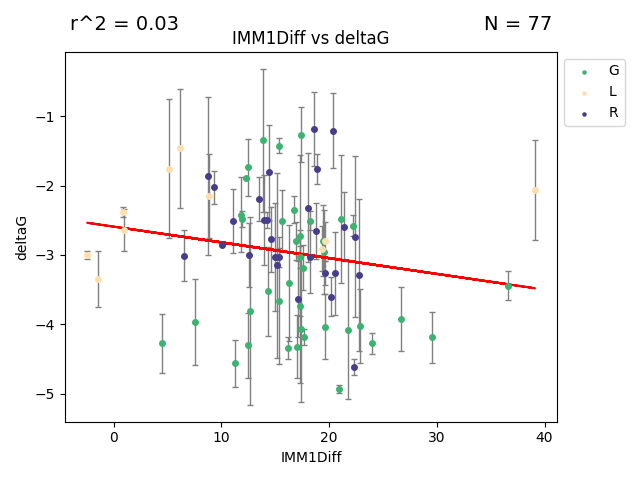 r^2 = 0.03
N = 77
IMM1Diff vs deltaG
G
L
R
−1
−2
−3
−4
−5
deltaG
0 10 20 30 40
IMM1Diff